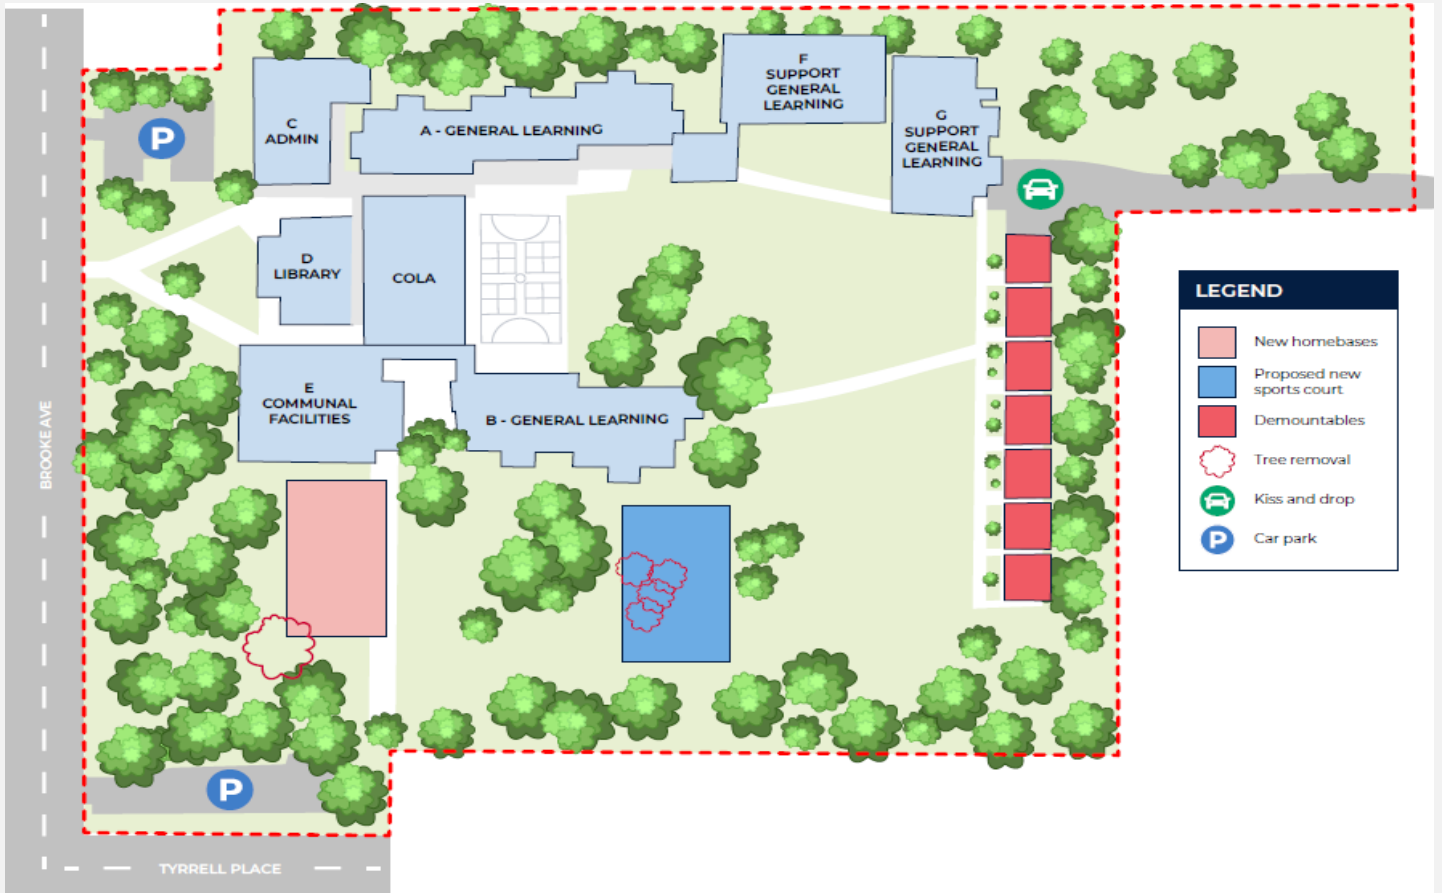 F
SUPPORT
GENERAL
LEARNING
C
ADMIN
A - GENERAL LEARNING
G
SUPPORT
GENERAL
LEARNING
P
D
LIBRARY
COLA
E
COMMUNAL
FACILITIES
B - GENERAL LEARNING
BROOKE AVE
P
TYRRELL PLACE
LEGEND
New homebases
Proposed new
sports court
Demountables
Tree removal
Kiss and drop
P Car park